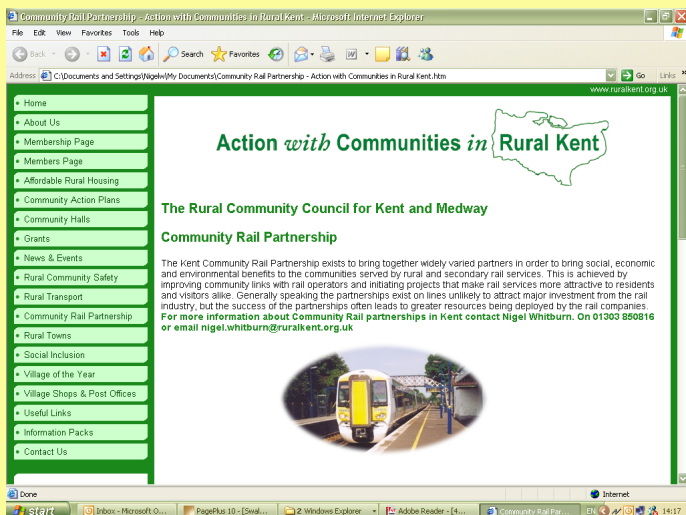 Community Rail Partnership - Action with Communities in Rural Kent - Microsoft Internet Explorer
File Edit View Favorites Tools Help
Back Search Favorites
Address C:\Documents and Settings\Nigelw\My Documents\Community Rail Partnership - Action with Communities in Rural Kent.htm Go Links
www.ruralkent.org.uk
Home
About Us
Membership Page
Members Page
Affordable Rural Housing
Community Action Plans
Community Halls
Grants
News & Events
Rural Community Safety
Rural Transport
Community Rail Partnership
Rural Towns
Social Inclusion
Village of the Year
Village Shops & Post Offices
Useful Links
Information Packs
Contact Us
Action with Communities in Rural Kent
The Rural Community Council for Kent and Medway
Community Rail Partnership
The Kent Community Rail Partnership exists to bring together widely varied partners in order to bring social, economic
and environmental benefits to the communities served by rural and secondary rail services. This is achieved by
improving community links with rail operators and initiating projects that make rail services more attractive to residents
and visitors alike. Generally speaking the partnerships exist on lines unlikely to attract major investment from the rail
industry, but the success of the partnerships often leads to greater resources being deployed by the rail companies.
For more information about Community Rail partnerships in Kent contact Nigel Whitburn. On 01303 850816
or email nigel.whitburn@ruralkent.org.uk
Done Internet
start Inbox - Microsoft O... PagePlus 10 - [Swal... 2 Windows Explorer Adobe Reader - [4... Community Rail Par... EN 14:17